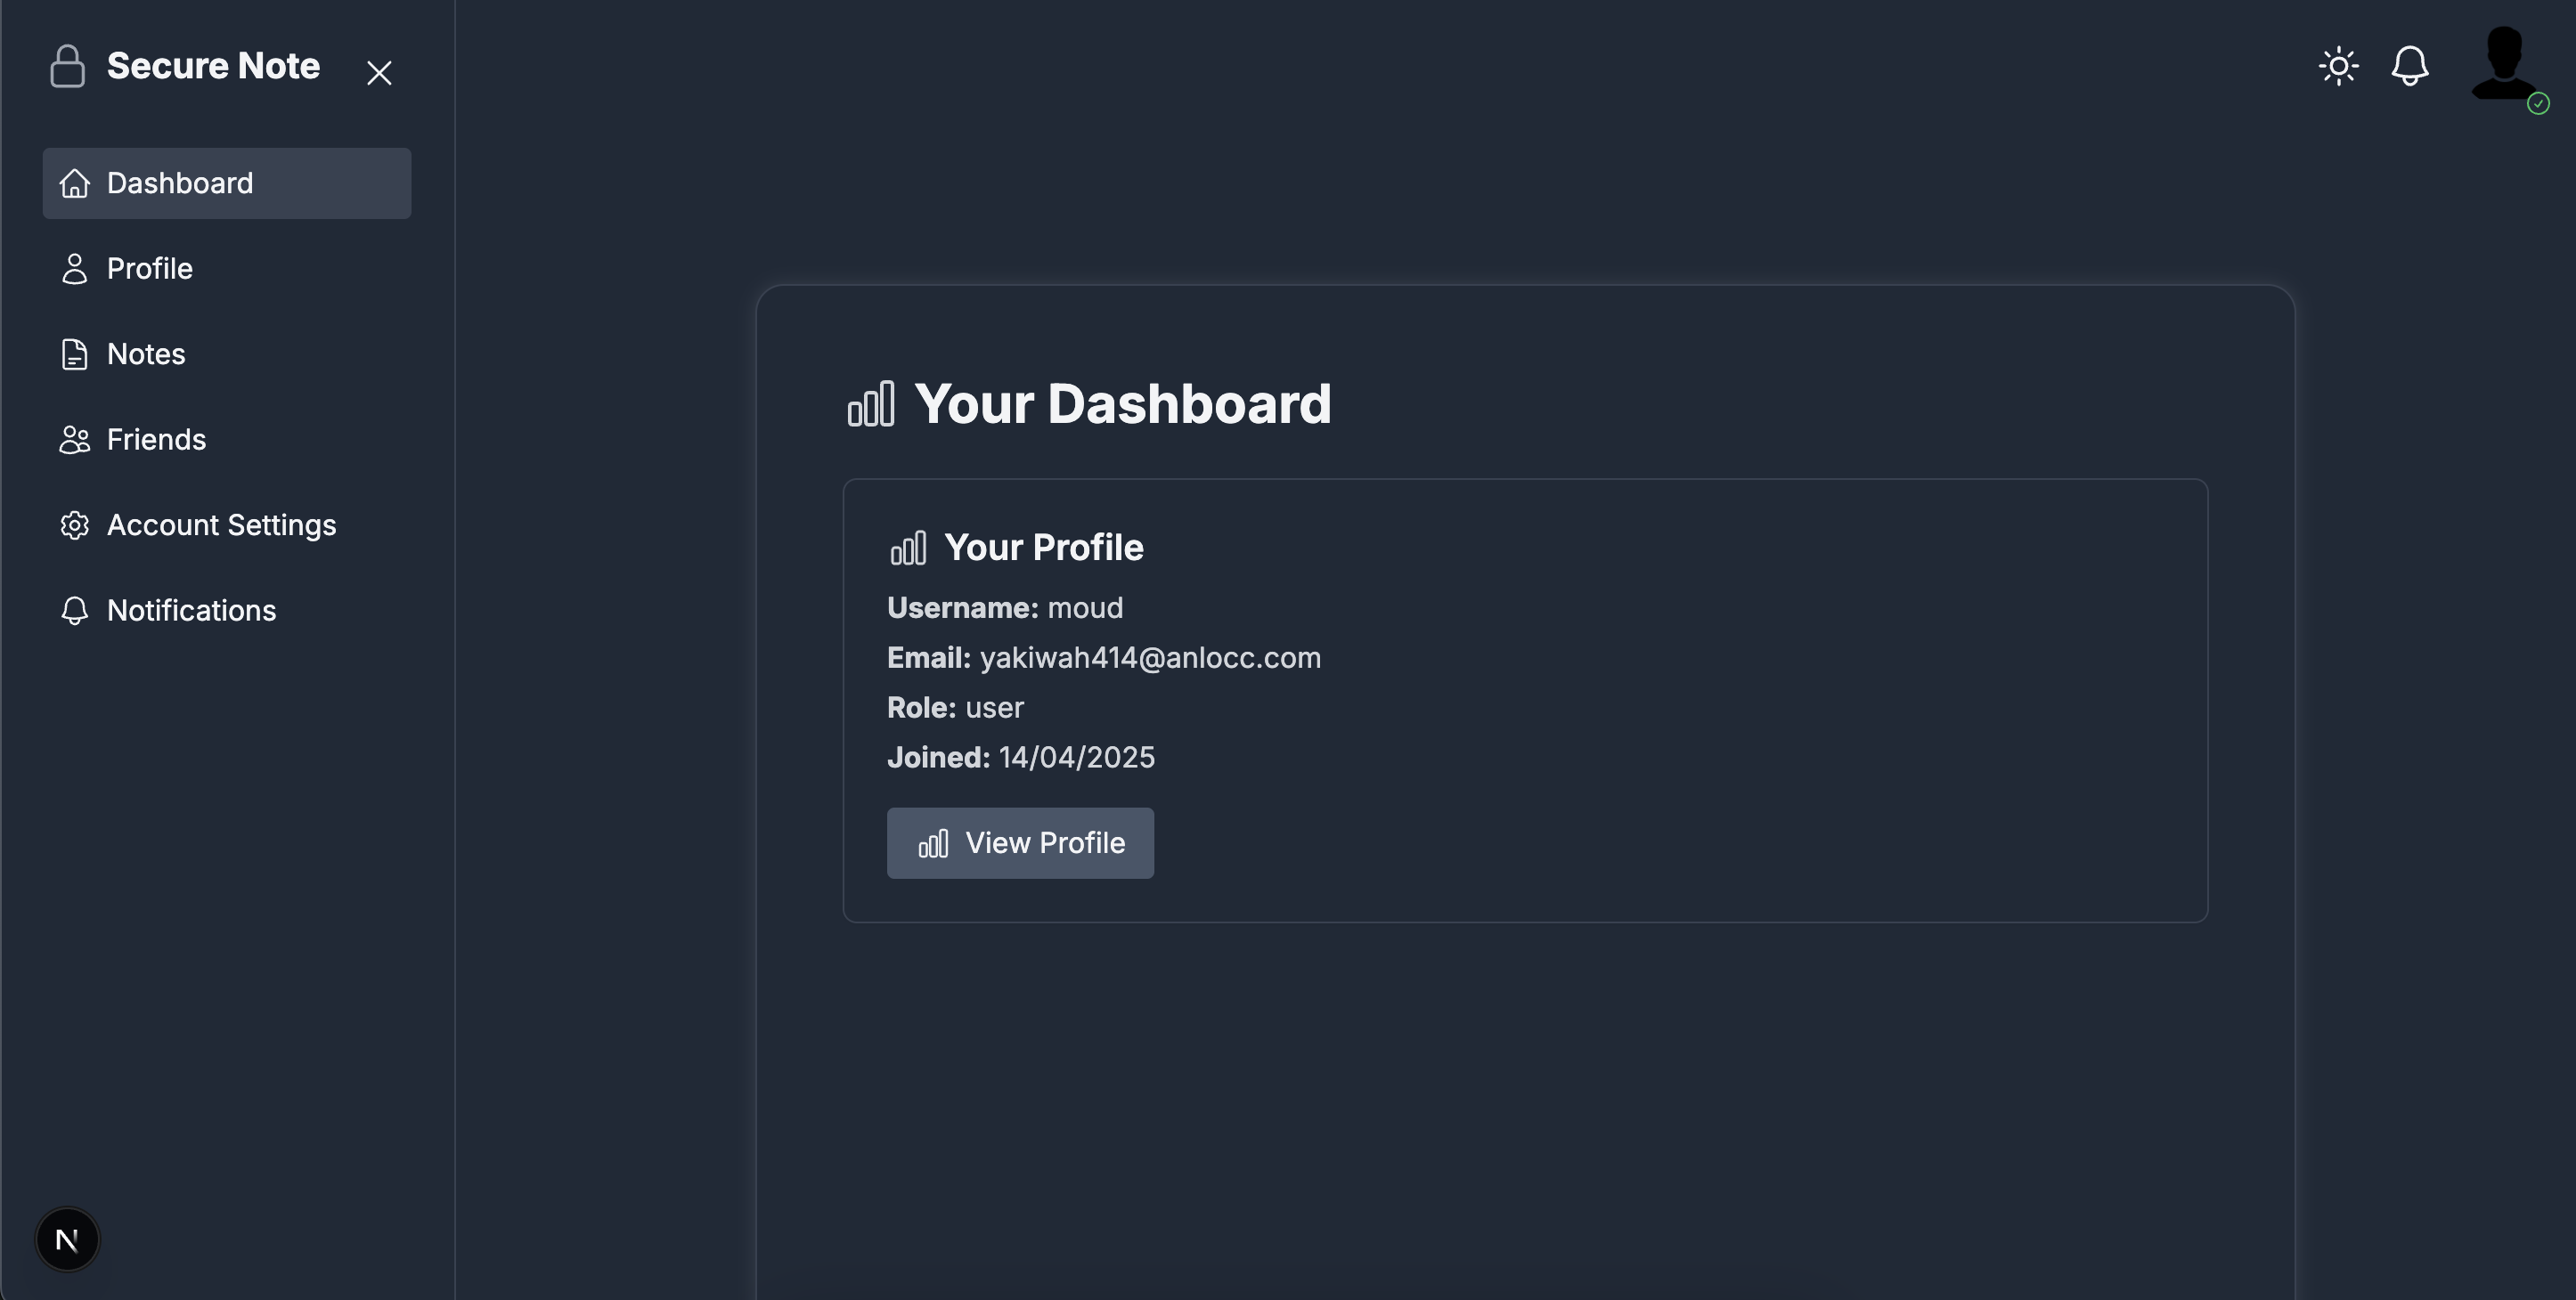 Secure Note
Dashboard
Profile
Notes
Friends
Account Settings
Notifications
N
Your Dashboard
Your Profile
Username: moud
Email: yakiwah414@anlocc.com
Role: user
Joined: 14/04/2025
View Profile